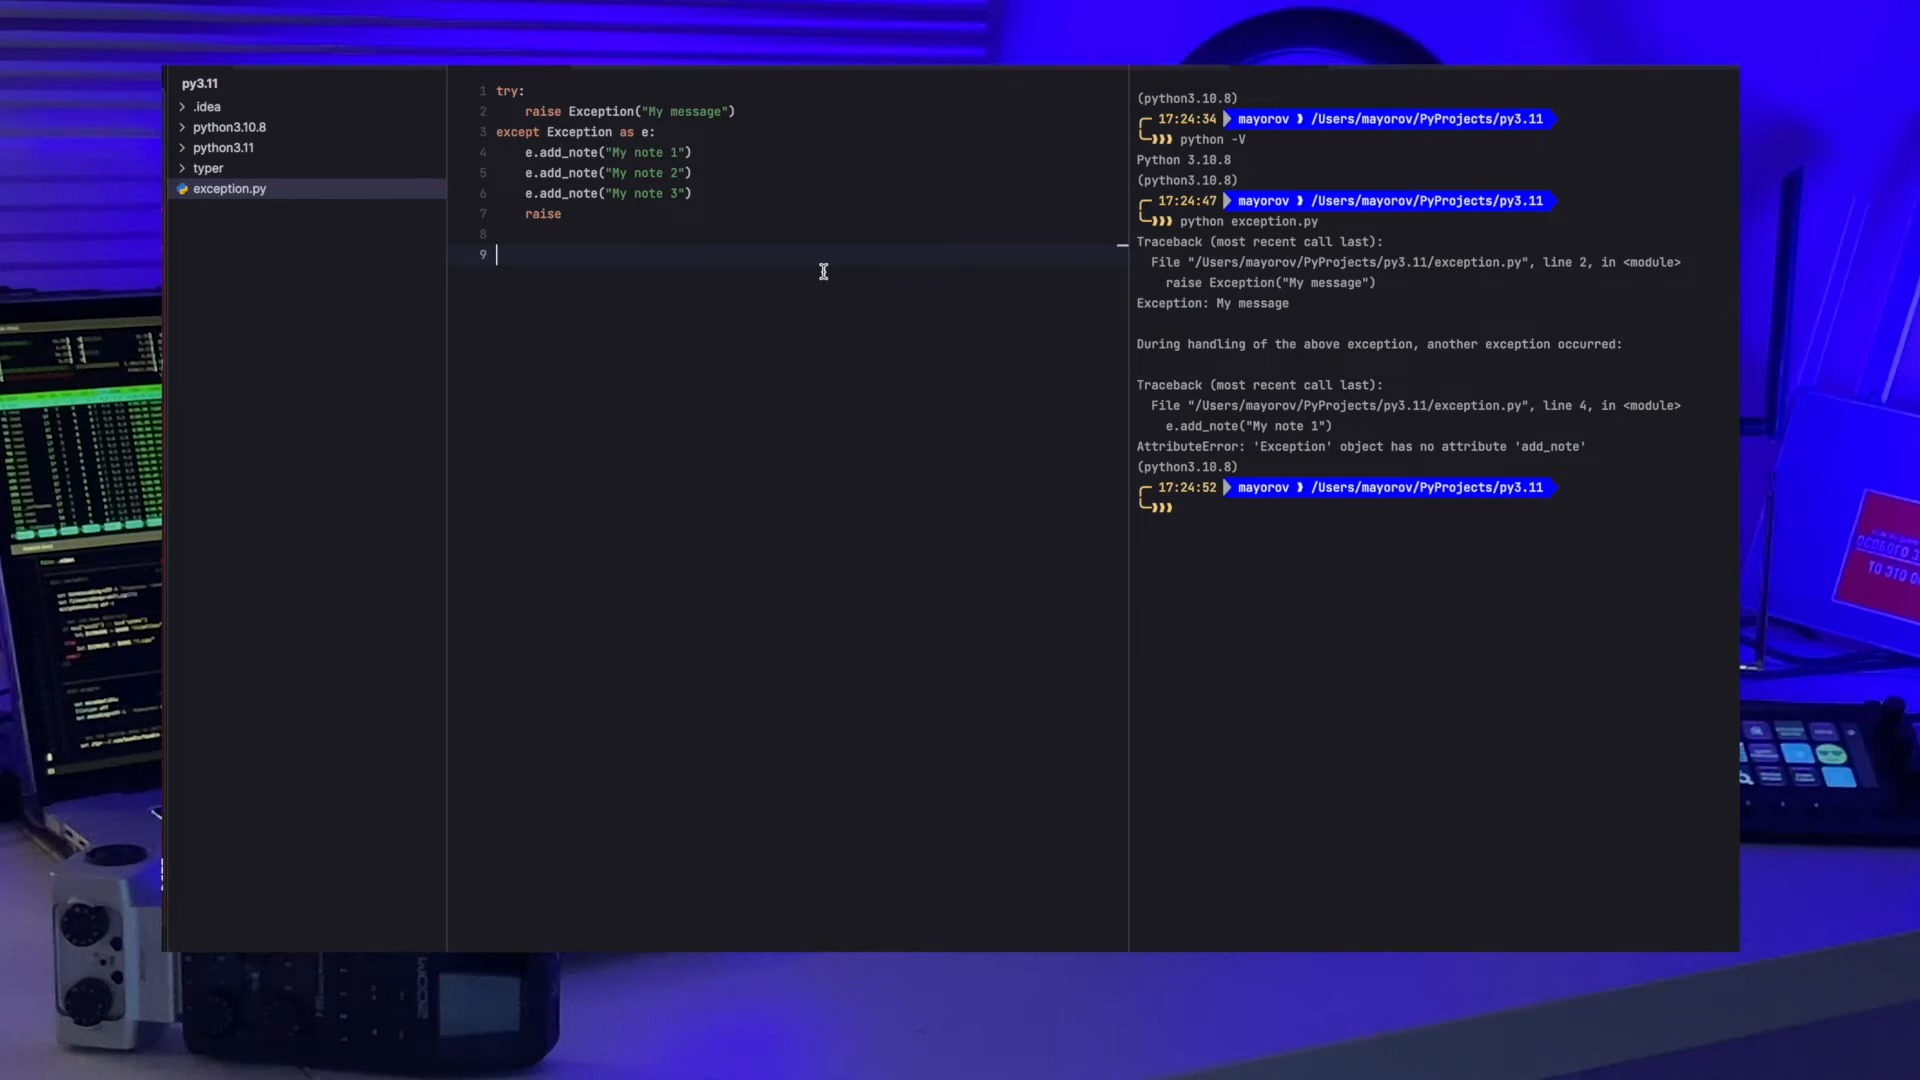 py3.11
.idea
python3.10.8
python3.11
typer
exception.py
1 try:
2 raise Exception("My message")
3 except Exception as e:
4 e.add_note("My note 1")
5 e.add_note("My note 2")
6 e.add_note("My note 3")
7 raise
8
9
(python3.10.8)
17:24:34 mayorov ❱ /Users/mayorov/PyProjects/py3.11
❱❱❱ python -V
Python 3.10.8
(python3.10.8)
17:24:47 mayorov ❱ /Users/mayorov/PyProjects/py3.11
❱❱❱ python exception.py
Traceback (most recent call last):
File "/Users/mayorov/PyProjects/py3.11/exception.py", line 2, in <module>
raise Exception("My message")
Exception: My message
During handling of the above exception, another exception occurred:
Traceback (most recent call last):
File "/Users/mayorov/PyProjects/py3.11/exception.py", line 4, in <module>
e.add_note("My note 1")
AttributeError: 'Exception' object has no attribute 'add_note'
(python3.10.8)
17:24:52 mayorov ❱ /Users/mayorov/PyProjects/py3.11
❱❱❱
ОСОБОГО
ТО ЭТО